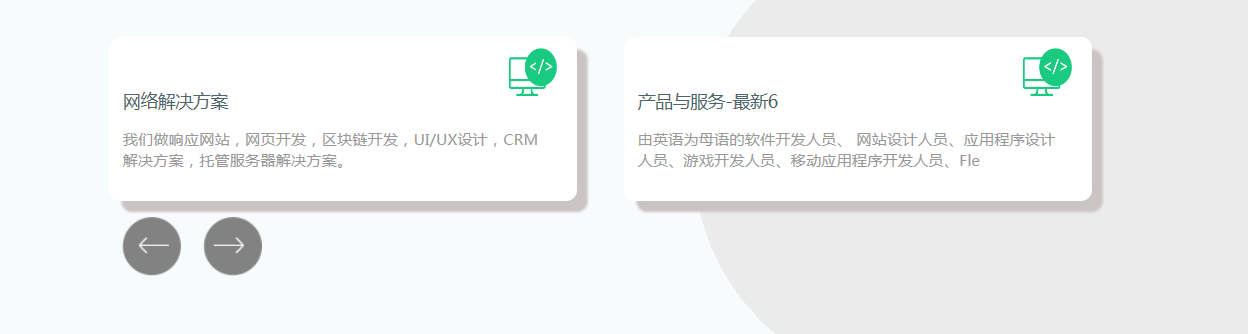 网络解决方案
我们做响应网站，网页开发，区块链开发，UI/UX设计，CRM
解决方案，托管服务器解决方案。
产品与服务-最新6
由英语为母语的软件开发人员、 网站设计人员、应用程序设计
人员、游戏开发人员、移动应用程序开发人员、Fle